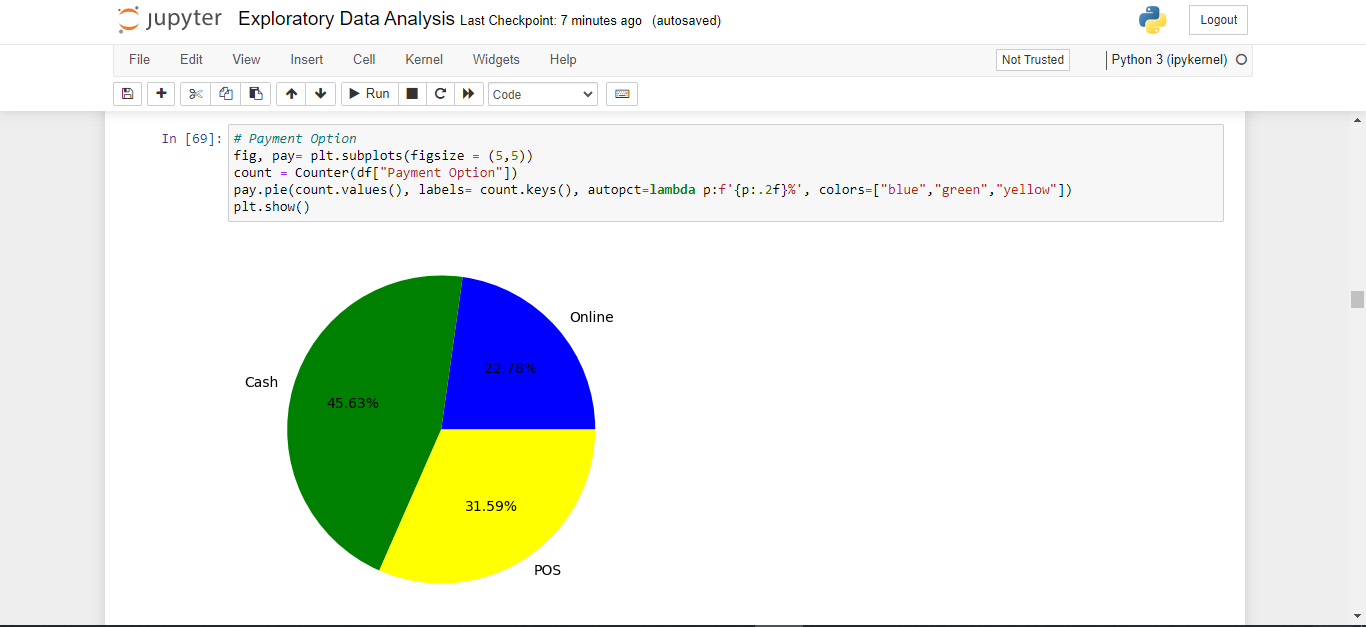 jupyter Exploratory Data Analysis Last Checkpoint: 7 minutes ago (autosaved) Logout
File Edit View Insert Cell Kernel Widgets Help Not Trusted Python 3 (ipykernel)
Run Code
In [69]: # Payment Option
fig, pay= plt.subplots(figsize = (5,5))
count = Counter(df["Payment Option"])
pay.pie(count.values(), labels= count.keys(), autopct=lambda p:f'{p:.2f}%', colors=["blue","green","yellow"])
plt.show()
Online
22.78%
Cash
45.63%
31.59%
POS